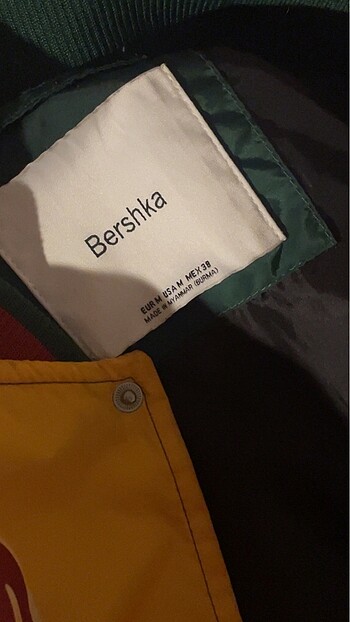 Bershka
EUR M USA M MEX 38
MADE IN MYANMAR (BURMA)